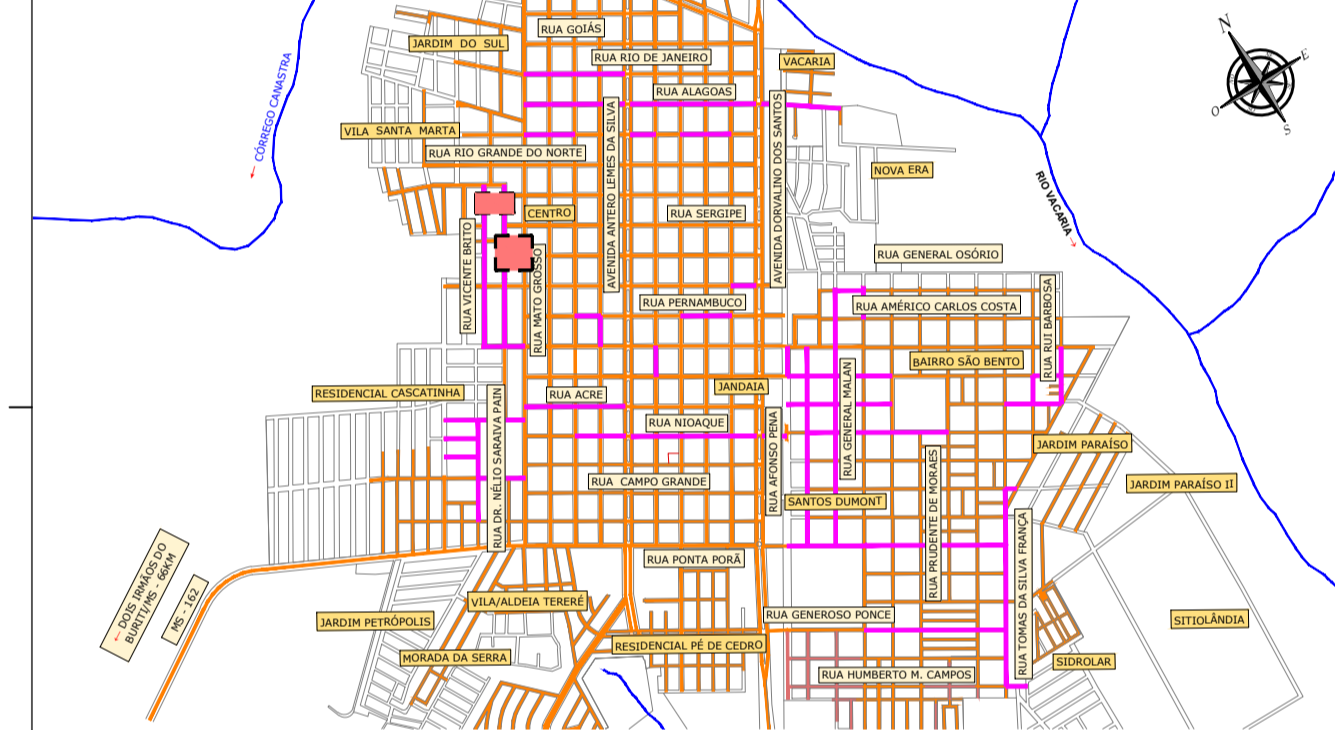 RUA GOIÁS
JARDIM DO SUL
RUA RIO DE JANEIRO
VACARIA
N
E
O
S
CÓRREGO CANASTRA
RUA ALAGOAS
VILA SANTA MARTA
RUA RIO GRANDE DO NORTE
AVENIDA ANTERO LEMES DA SILVA
AVENIDA DORVALINO DOS SANTOS
NOVA ERA
RIO VACARIA
CENTRO
RUA SERGIPE
RUA VICENTE BRITO
RUA MATO GROSSO
RUA GENERAL OSÓRIO
RUA PERNAMBUCO
RUA AMÉRICO CARLOS COSTA
RUA RUI BARBOSA
BAIRRO SÃO BENTO
RESIDENCIAL CASCATINHA
RUA ACRE
JANDAIA
RUA GENERAL MALAN
RUA DR. NÉLIO SARAIVA PAIN
RUA NIOAQUE
RUA AFONSO PENA
JARDIM PARAÍSO
RUA CAMPO GRANDE
SANTOS DUMONT
RUA PRUDENTE DE MORAES
JARDIM PARAÍSO II
DOIS IRMÃOS DO
BURITI/MS - 66KM
MS - 162
RUA PONTA PORÃ
RUA TOMAS DA SILVA FRANÇA
VILA/ALDEIA TERERÉ
JARDIM PETRÓPOLIS
RUA GENEROSO PONCE
SITIOLÂNDIA
MORADA DA SERRA
RESIDENCIAL PÉ DE CEDRO
SIDROLAR
RUA HUMBERTO M. CAMPOS